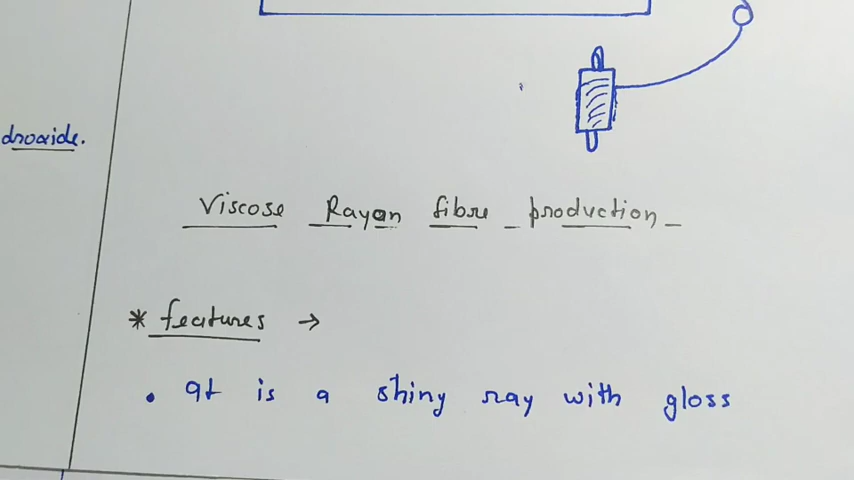 droxide.
Viscose Rayon fibre production
* features →
• It is a shiny ray with gloss